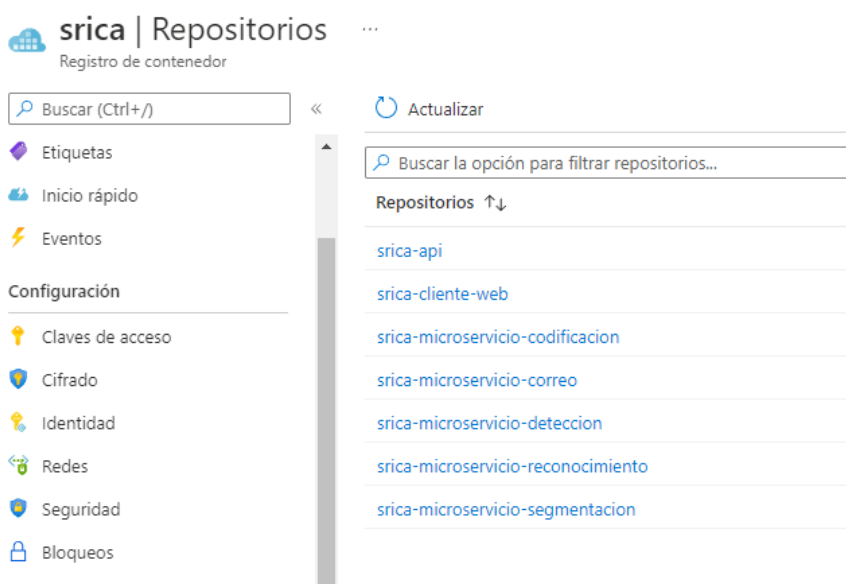 srica | Repositorios ...
Registro de contenedor
Buscar (Ctrl+/)
«
Etiquetas
Inicio rápido
Eventos
Configuración
Claves de acceso
Cifrado
Identidad
Redes
Seguridad
Bloqueos
Actualizar
Buscar la opción para filtrar repositorios...
Repositorios ↑↓
srica-api
srica-cliente-web
srica-microservicio-codificacion
srica-microservicio-correo
srica-microservicio-deteccion
srica-microservicio-reconocimiento
srica-microservicio-segmentacion